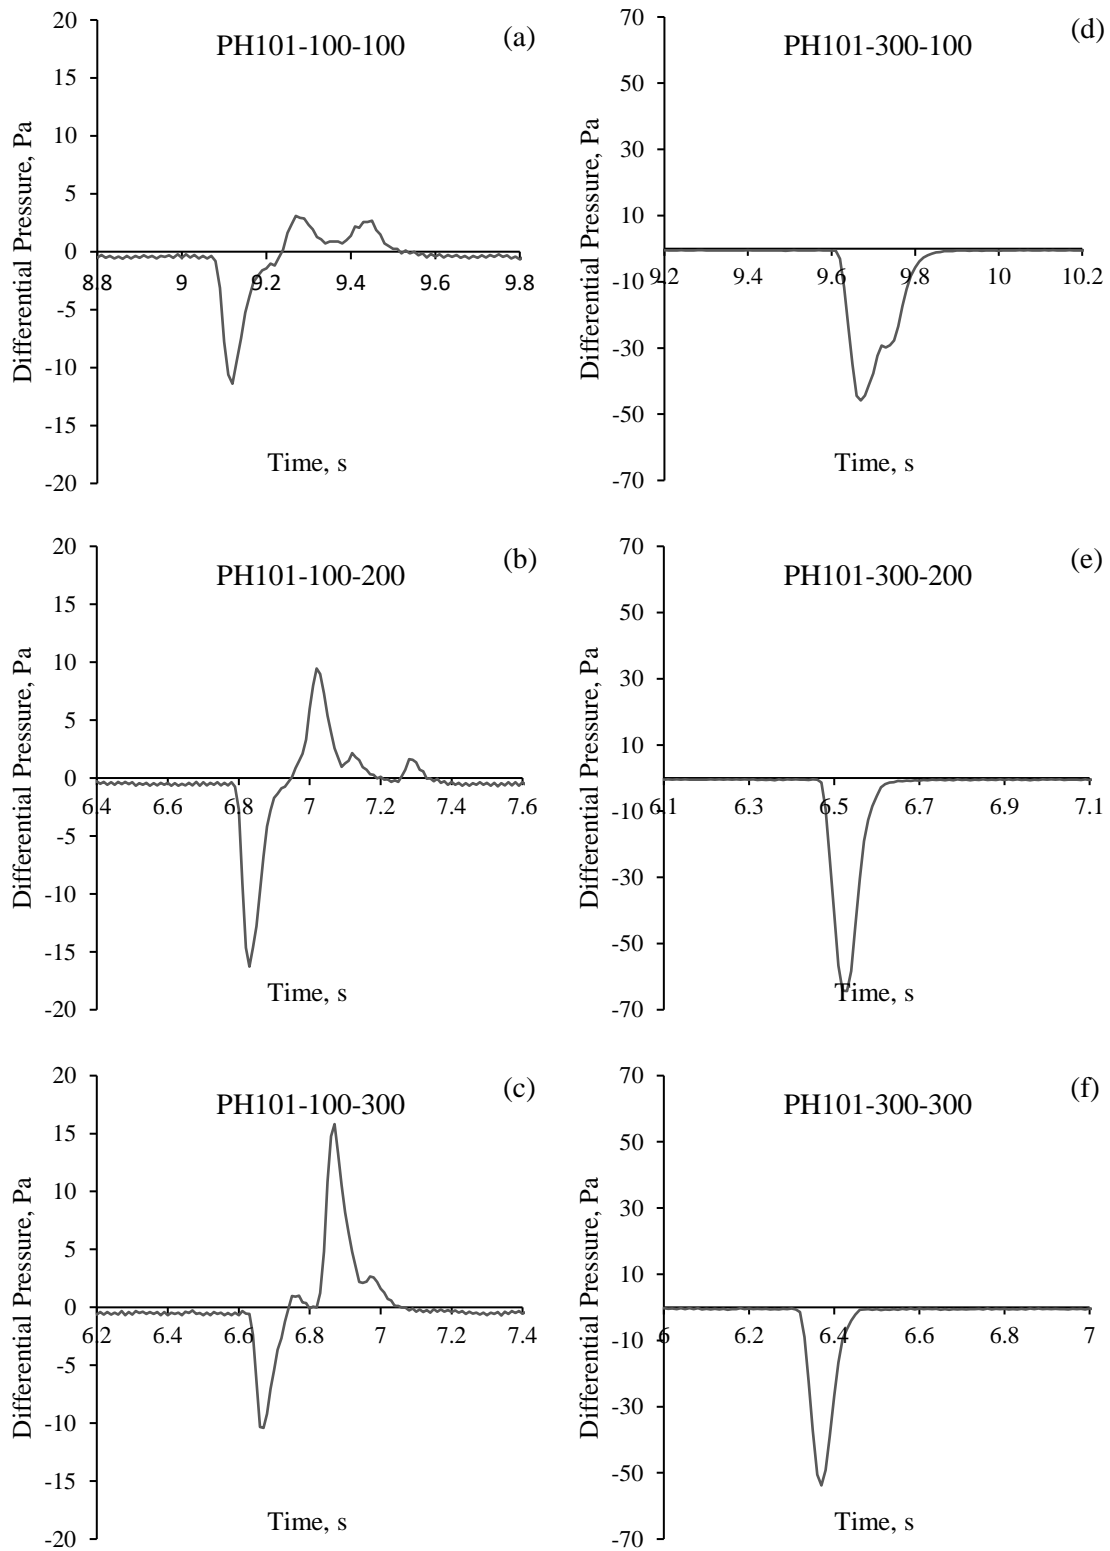 PH101-100-100
(a)
20
15
10
5
0
-5
-10
-15
-20
8.8 9 9.2 9.4 9.6 9.8
Differential Pressure, Pa
Time, s
PH101-300-100
(d)
70
50
30
10
-10
-30
-50
-70
9.2 9.4 9.6 9.8 10 10.2
Differential Pressure, Pa
Time, s
PH101-100-200
(b)
20
15
10
5
0
-5
-10
-15
-20
6.4 6.6 6.8 7 7.2 7.4 7.6
Differential Pressure, Pa
Time, s
PH101-300-200
(e)
70
50
30
10
-10
-30
-50
-70
6.1 6.3 6.5 6.7 6.9 7.1
Differential Pressure, Pa
Time, s
PH101-100-300
(c)
20
15
10
5
0
-5
-10
-15
-20
6.2 6.4 6.6 6.8 7 7.2 7.4
Differential Pressure, Pa
Time, s
PH101-300-300
(f)
70
50
30
10
-10
-30
-50
-70
6 6.2 6.4 6.6 6.8 7
Differential Pressure, Pa
Time, s